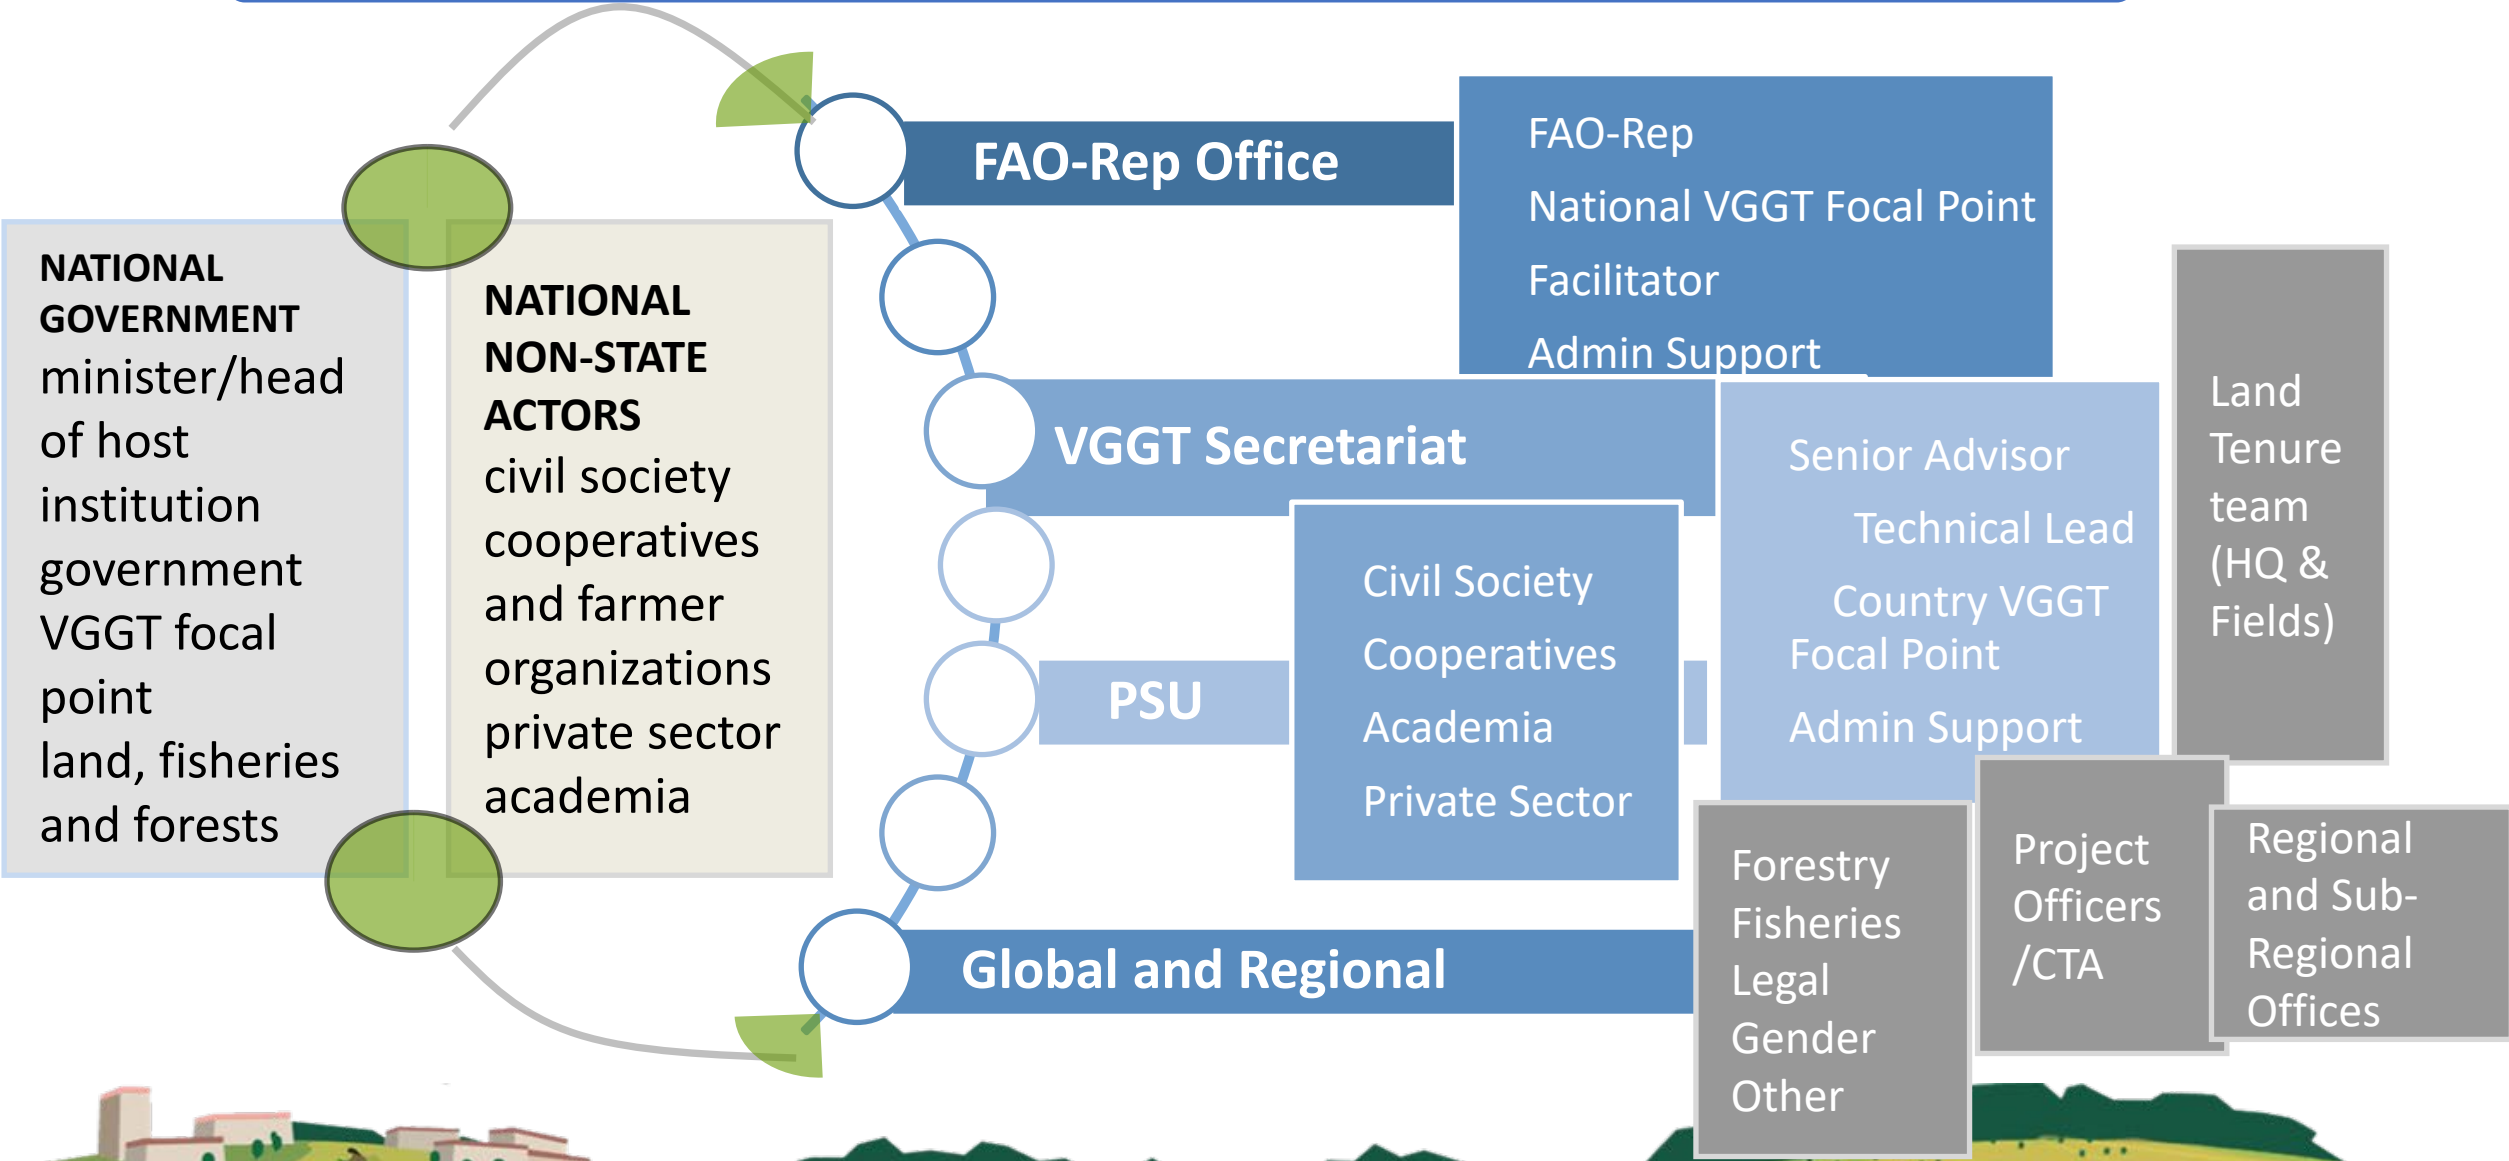 NATIONAL
GOVERNMENT
minister/head
of host
institution
government
VGGT focal
point
land, fisheries
and forests
NATIONAL
NON-STATE
ACTORS
civil society
cooperatives
and farmer
organizations
private sector
academia
FAO-Rep Office
FAO-Rep
National VGGT Focal Point
Facilitator
Admin Support
VGGT Secretariat
Senior Advisor
Technical Lead
Country VGGT
Focal Point
Admin Support
Land
Tenure
team
(HQ &
Fields)
PSU
Civil Society
Cooperatives
Academia
Private Sector
Global and Regional
Forestry
Fisheries
Legal
Gender
Other
Project
Officers
/CTA
Regional
and Sub-
Regional
Offices